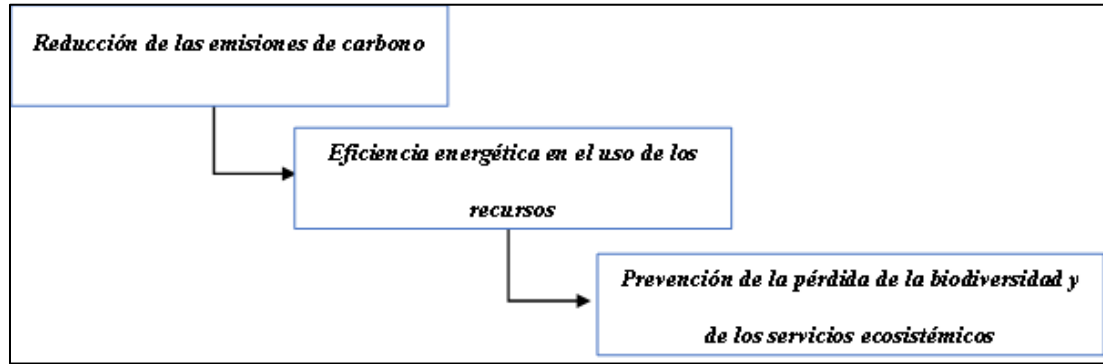 Reducción de las emisiones de carbono
Eficiencia energética en el uso de los
recursos
Prevención de la pérdida de la biodiversidad y
de los servicios ecosistémicos